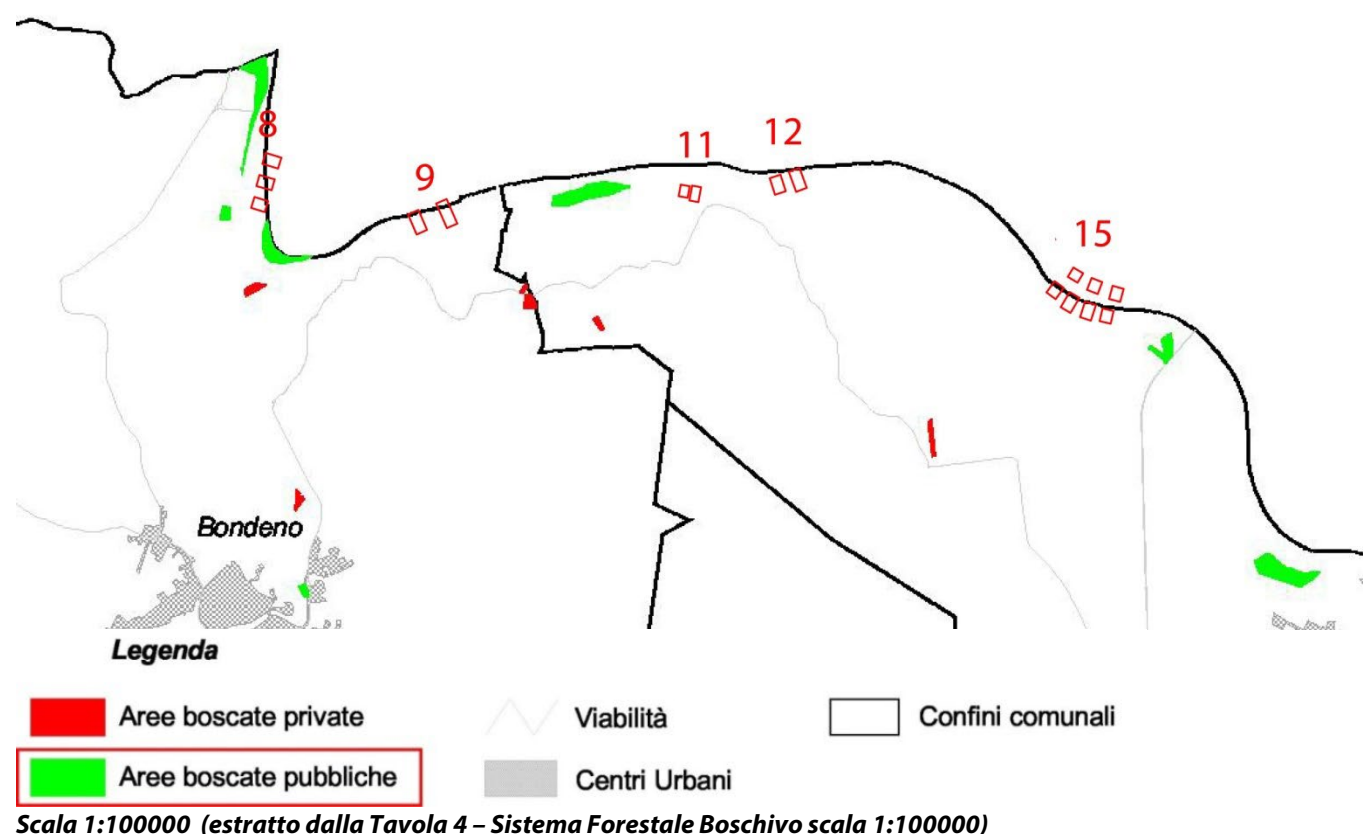 8
9
11
12
15
Bondeno
Legenda
Aree boscate private
Viabilità
Confini comunali
Aree boscate pubbliche
Centri Urbani
Scala 1:100000 (estratto dalla Tavola 4 – Sistema Forestale Boschivo scala 1:100000)